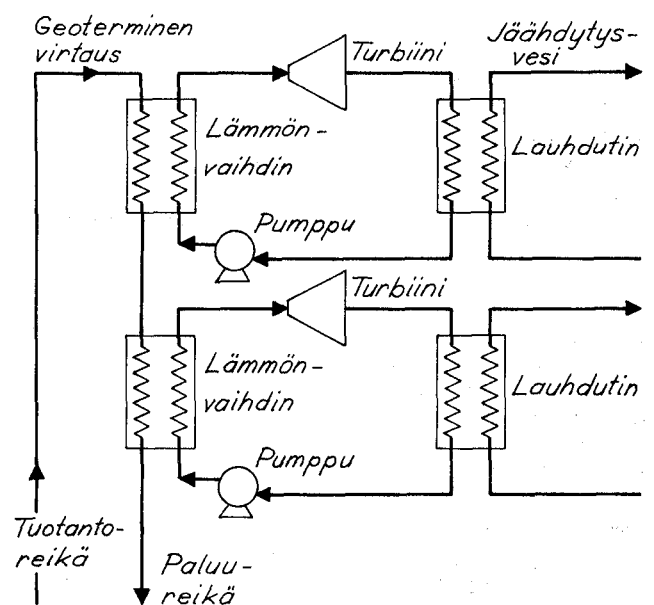 Geoterminen
virtaus
Turbiini
Jäähdytys-
vesi
Lämmön-
vaihdin
Lauhdutin
Pumppu
Turbiini
Lämmön-
vaihdin
Lauhdutin
Pumppu
Tuotanto-
reikä
Paluu-
reikä